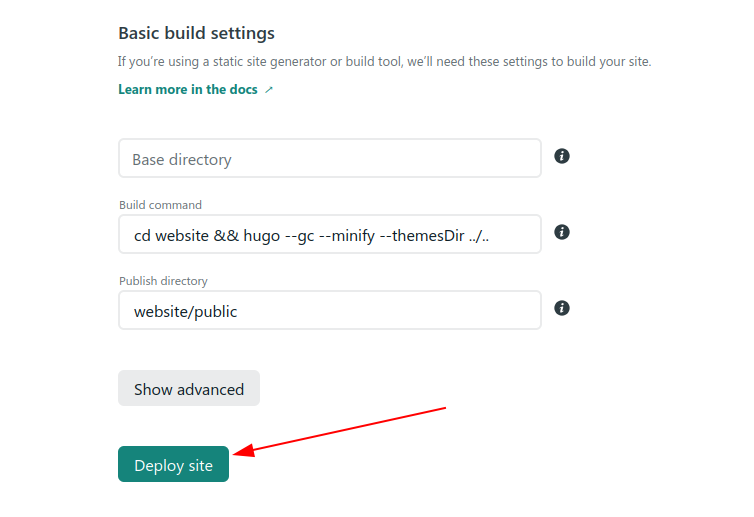 Basic build settings
If you’re using a static site generator or build tool, we’ll need these settings to build your site.
Learn more in the docs ↗
Base directory
Build command
cd website && hugo --gc --minify --themesDir ../..
Publish directory
website/public
Show advanced
Deploy site